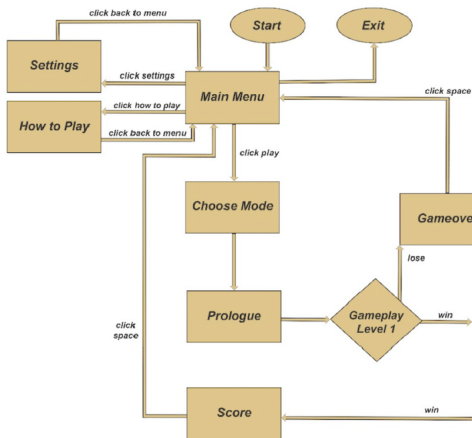 click back to menu
Start
Exit
Settings
click settings
click space
Main Menu
click how to play
How to Play
click back to menu
click play
Choose Mode
Gameover
lose
Prologue
Gameplay
Level 1
win
click
space
Score
win